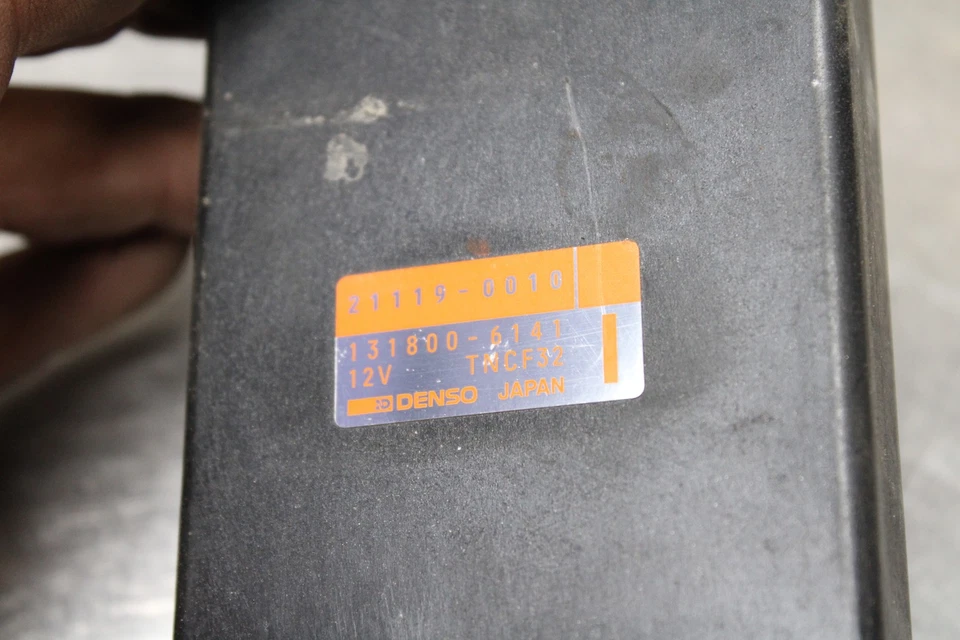 21119-0010
131800-6141
12V TNCF32
DENSO JAPAN